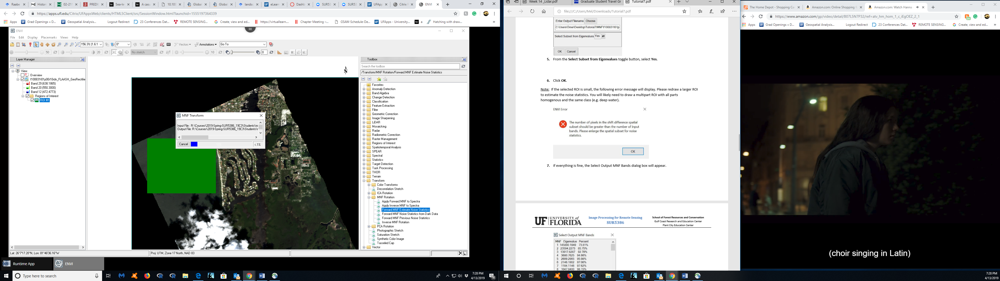 Raabe
Histori
02-211
PREDI
Sea-le
A casu
10.100
Global
Global
landsc
eLearn
Dashb
SUR53
SUR53
UFApp
Citrix
ENVI
https://apps.ufl.edu/Citrix/UFAppsWeb/clients/HTML5Client/src/SessionWindow.html?launchid=1555197364339
Apps
Grad Openings » D...
Geospatial Analysis...
Logout Redirect
23 Conferences Dat...
REMOTE SENSING...
Create, view and ed...
https://virtuallearn...
Chapter Meeting –...
GSAW-Schedule-De...
UFApps - University...
a
Hatching with draw...
ENVI
File Edit Display Placemarks Views Help
156.3% (1.6:1
0°
Vectors
Annotations
Go To
50
20
No stretch
10
0
Layer Manager
View
Overview
f100831t01p00r10rdn_FLAASH_GeoRectifie
Band 29 (638.1865)
Band 20 (550.3000)
Band 12 (472.4773)
Regions of Interest
ROI #1
N
MNF Transform
Input File : R:\Courses\2019-Spring-SUR5386_19C3\Students\m
Output File: R:\Courses\2019-Spring-SUR5386_19C3\Students\r
Cancel
<.1%
Toolbox
Search the toolbox
/Transform/MNF Rotation/Forward MNF Estimate Noise Statistics
Favorites
Anomaly Detection
Band Algebra
Change Detection
Classification
Feature Extraction
Filter
Geometric Correction
Image Sharpening
LiDAR
Mosaicking
Radar
Radiometric Correction
Raster Management
Regions of Interest
Spatiotemporal Analysis
SPEAR
Spectral
Statistics
Target Detection
Task Processing
THOR
Terrain
Transform
Color Transforms
Decorrelation Stretch
ICA Rotation
MNF Rotation
Apply Forward MNF to Spectra
Apply Inverse MNF to Spectra
Forward MNF Estimate Noise Statistics
Forward MNF Noise Statistics from Dark Data
Forward MNF Previous Noise Statistics
Inverse MNF Rotation
PCA Rotation
Photographic Stretch
Saturation Stretch
Synthetic Color Image
Tasseled Cap
Vector
Lat: 26°7'17.20"N, Lon: 81°46'36.16"W
Proj: UTM, Zone 17 North, NAD 83
Runtime App
ENVI
Type here to search
7:28 PM
4/13/2019
18
Week 14 _Lidar.pdf
Graduate Student Travel Gr
Tutorial7.pdf
file:///C:/Users/Mel/Downloads/Tutorial7.pdf
Enter Output Filename Choose
C:\Users\Omer\Desktop\Tutorial7\MNF\f100831t01p
Select Subset from Eigenvalues Yes
OK Cancel
5. From the Select Subset from Eigenvalues toggle button, select Yes.
6. Click OK.
Note: If the selected ROI is small, the following error message will display. Please redraw a larger ROI
to estimate the noise statistics. You will likely need to draw a multipart ROI with all parts
homogenous and the same class (e.g. deep water).
ENVI Error
The number of pixels in the shift difference spatial
subset should be greater than the number of input
bands. Please enlarge the spatial subset for noise
statistics.
OK
7. If everything is fine, the Select Output MNF Bands dialog box will appear.
UF UNIVERSITY of
FLORIDA
Image Processing for Remote Sensing
SUR5386
School of Forest Resources and Conservation
Gulf Coast Research and Education Center
Plant City Education Center
Select Output MNF Bands
MNF Eigenvalue Percent
1 145880.1949 73.81%
2 23594.2273 85.75%
3 13917.8287 92.79%
4 3680.7625 94.66%
5 2609.2965 95.98%
6 2146.1902 97.06%
7 1104.1146 97.62%
8 1047.8400 98.15%
The Home Depot - Shopping Ca
Amazon.com: Online Shopping f
Amazon.com: Watch Hanna
https://www.amazon.com/gp/video/detail/B07L5N7P32/ref=atv_hm_hom_1_c_iEgOEZ_2_1
24
Apps
Grad Openings » D...
Geospatial Analysis...
Logout Redirect
23 Conferences Dat...
REMOTE SENSING...
Create, view and ed...
(choir singing in Latin)
7:28 PM
4/13/2019